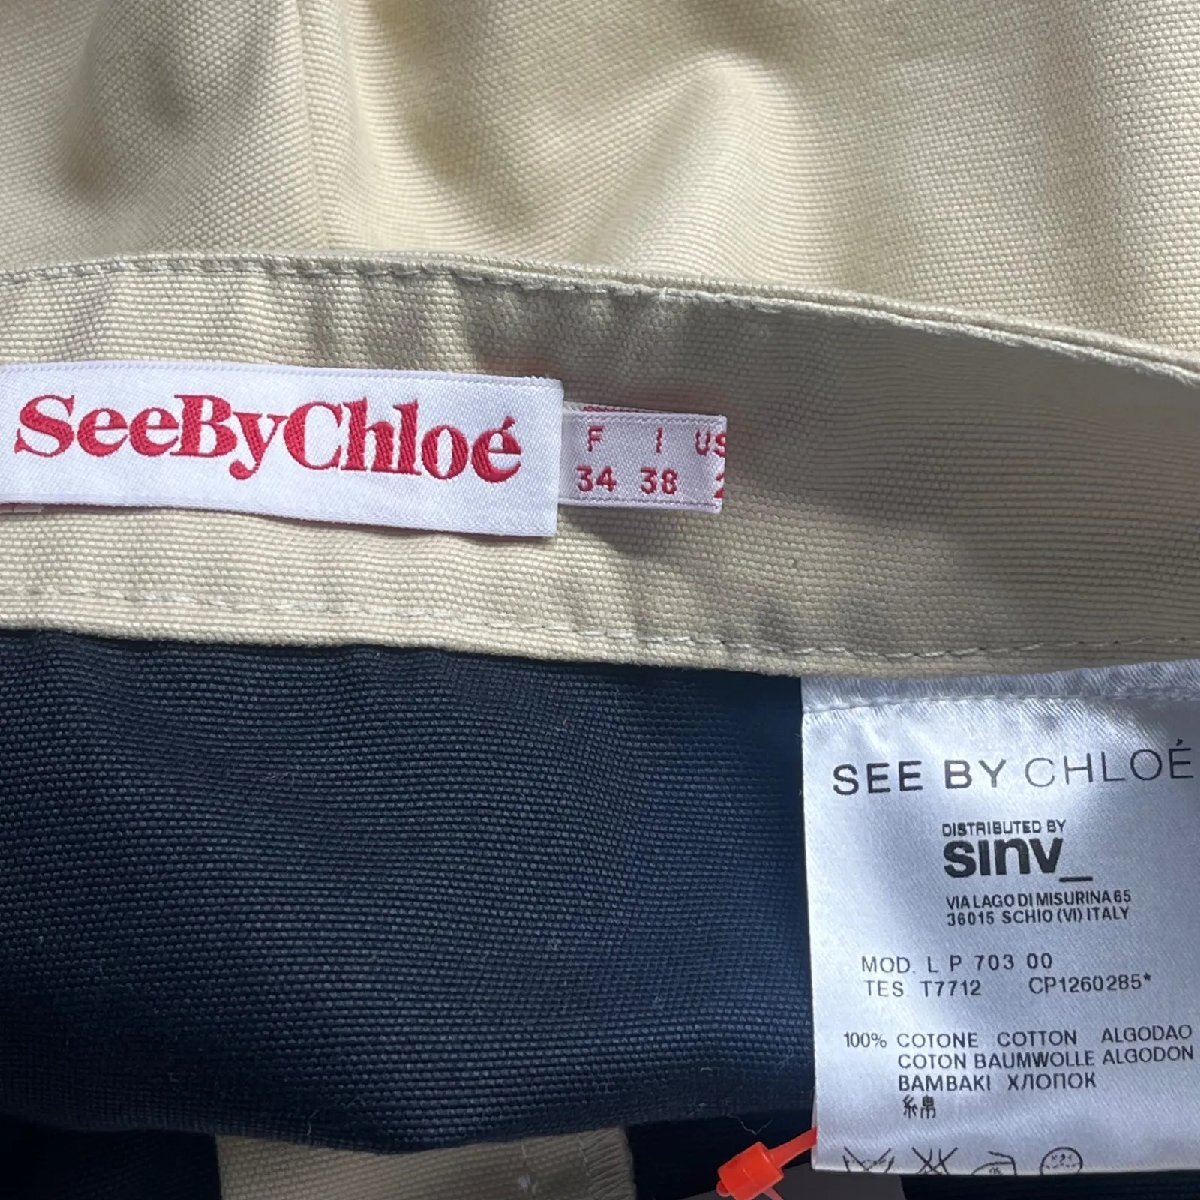 SeeByChloé
F I US
34 38 2
SEE BY CHLOÉ
DISTRIBUTED BY
sinv_
VIA LAGO DI MISURINA 65
36015 SCHIO (VI) ITALY
MOD. L P 703 00
TES T7712 CP1260285*
100% COTONE COTTON ALGODAO
COTON BAUMWOLLE ALGODON
BAMBAKI ХЛОПОК
綿